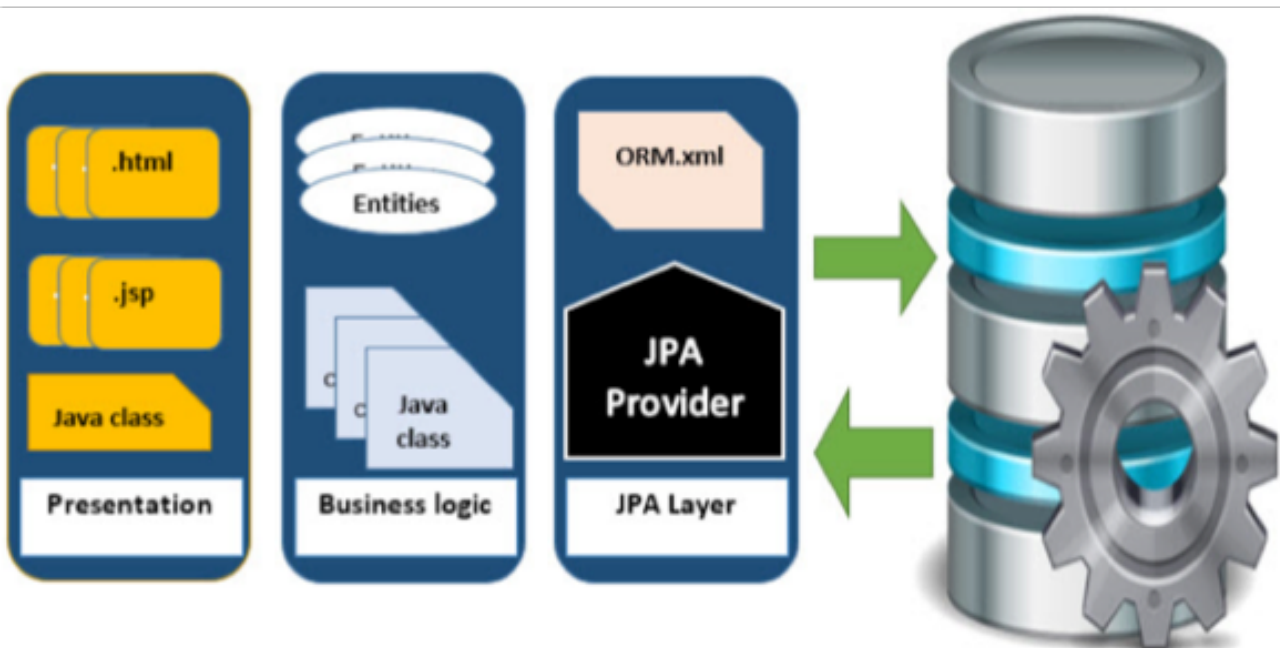 .html
.jsp
Java class
Presentation
Entities
Java
class
Business logic
ORM.xml
JPA
Provider
JPA Layer